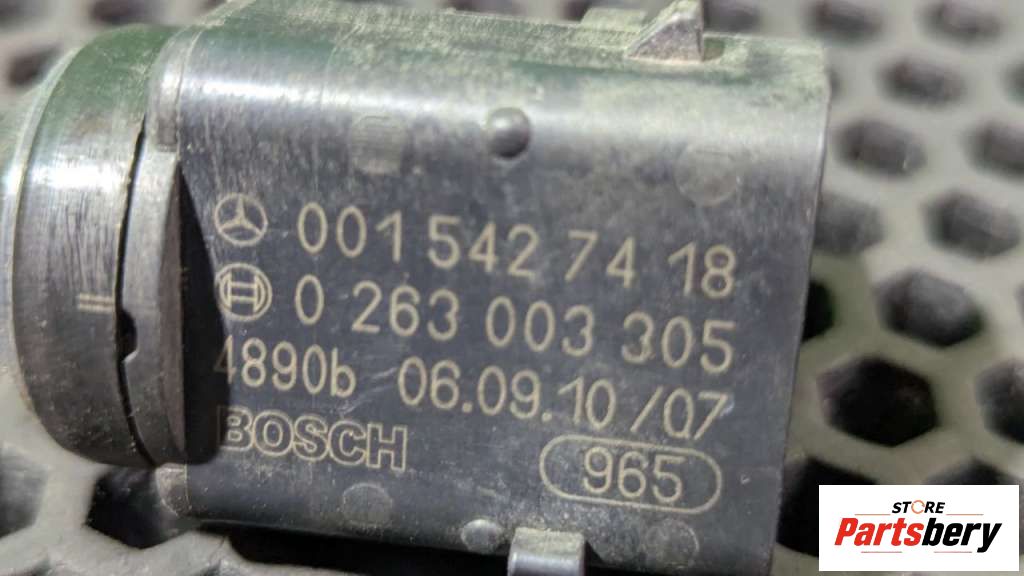 001 542 74 18
0 263 003 305
4890b 06.09.10/07
BOSCH
965
STORE
Partsbery